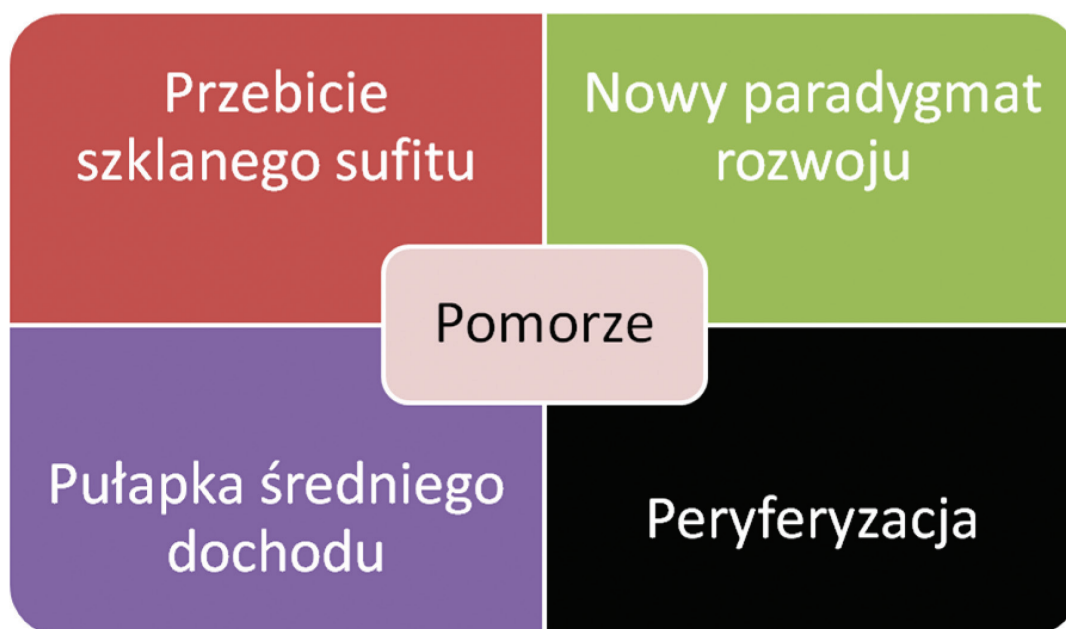 Przebicie
szklanego sufitu
Nowy paradygmat
rozwoju
Pomorze
Pułapka średniego
dochodu
Peryferyzacja